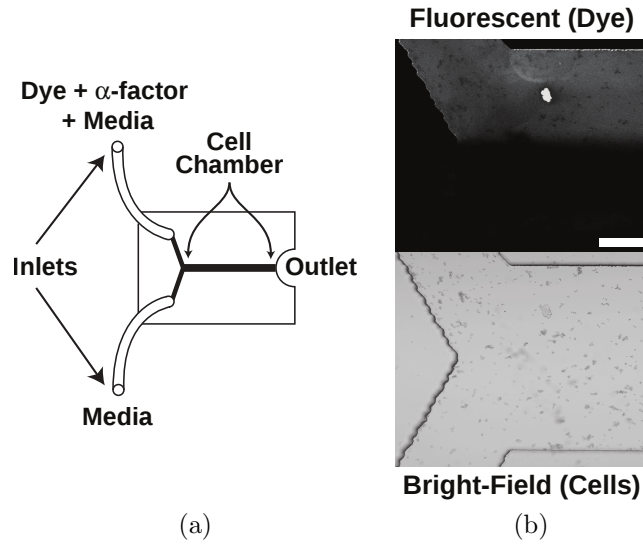 Fluorescent (Dye)
Dye + α-factor
+ Media
Cell
Chamber
Inlets
Outlet
Media
Bright-Field (Cells)
(a)
(b)